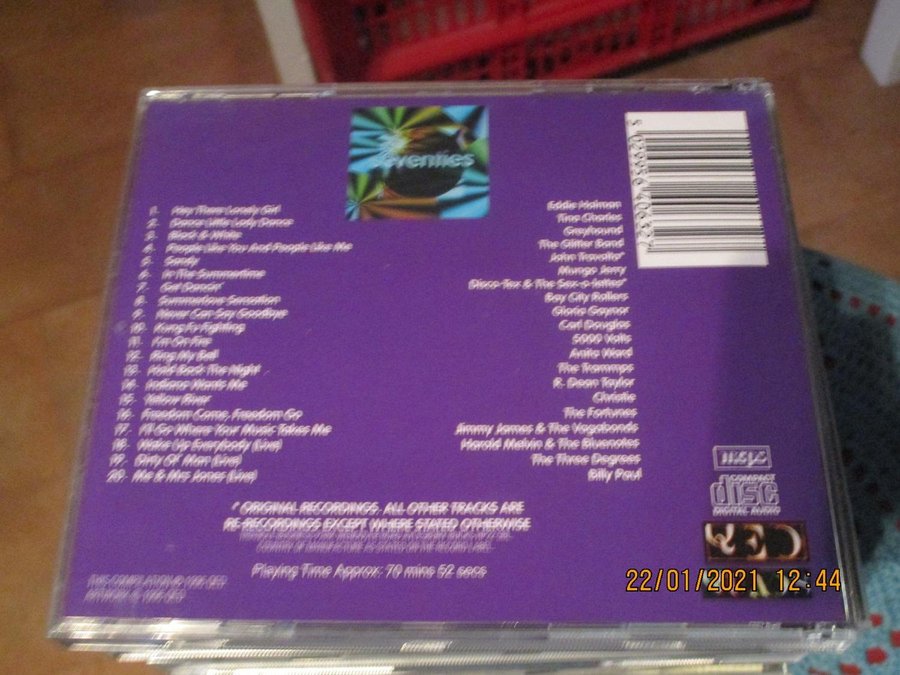 seventies
1. Hey There Lonely Girl Eddie Holman
2. Dance Little Lady Dance Tina Charles
3. Black & White Greyhound
4. People Like You And People Like Me The Glitter Band
5. Sandy John Travolta*
6. In The Summertime Mungo Jerry
7. Get Dancin' Disco Tex & The Sex-o-lettes*
8. Summerlove Sensation Bay City Rollers
9. Never Can Say Goodbye Gloria Gaynor
10. Kung Fu Fighting Carl Douglas
11. I'm On Fire 5000 Volts
12. Ring My Bell Anita Ward
13. Hold Back The Night The Trammps
14. Indiana Wants Me R. Dean Taylor
15. Yellow River Christie
16. Freedom Come, Freedom Go The Fortunes
17. I'll Go Where Your Music Takes Me Jimmy James & The Vagabonds
18. Wake Up Everybody (Live) Harold Melvin & The Bluenotes
19. Dirty Ol' Man (Live) The Three Degrees
20. Me & Mrs Jones (Live) Billy Paul
* ORIGINAL RECORDINGS. ALL OTHER TRACKS ARE
RE-RECORDINGS EXCEPT WHERE STATED OTHERWISE
Playing Time Approx: 70 mins 52 secs
mcps
COMPACT
disc
DIGITAL AUDIO
QED
22/01/2021 12:44